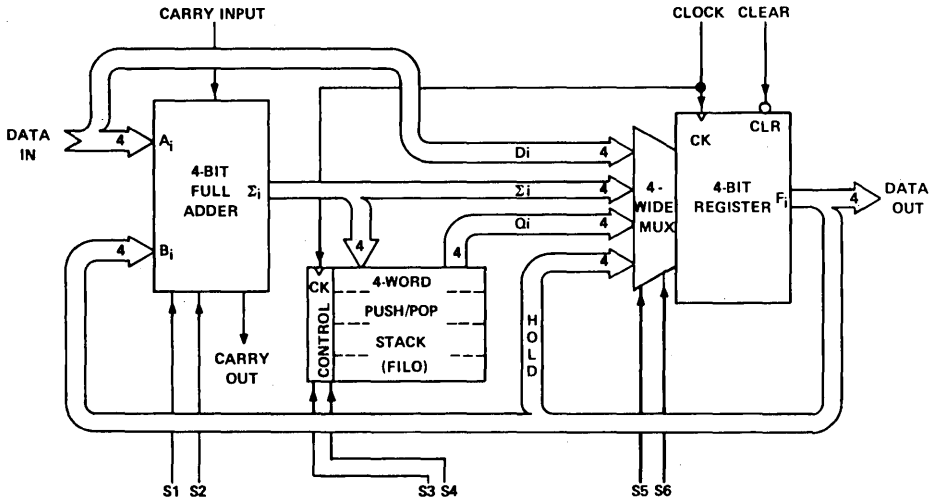 CARRY INPUT
CLOCK
CLEAR
DATA
IN
4
Ai
4-BIT
FULL
ADDER
Σi
4
Bi
CARRY
OUT
Di
4
Σi
4
Qi
4
4
4
4
CK
CONTROL
4-WORD
PUSH/POP
STACK
(FILO)
HOLD
4-
WIDE
MUX
CK
CLR
4-BIT
REGISTER
Fi
4
DATA
OUT
S1 S2
S3 S4
S5 S6